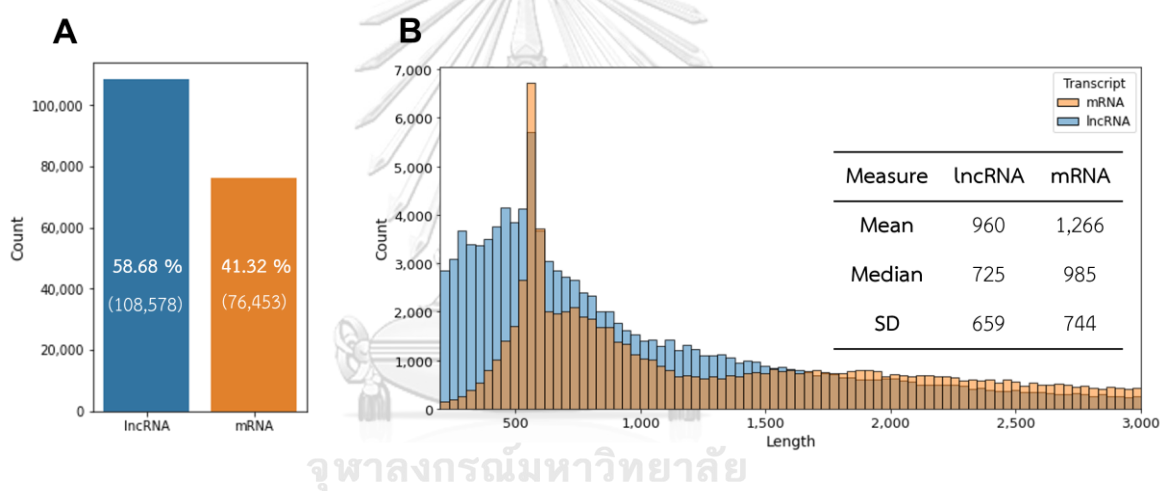 A
Count
100,000
80,000
60,000
40,000
20,000
0
58.68 %
(108,578)
41.32 %
(76,453)
lncRNA
mRNA
B
Count
7,000
6,000
5,000
4,000
3,000
2,000
1,000
0
500
1,000
1,500
2,000
2,500
3,000
Length
Transcript
mRNA
lncRNA
Measure lncRNA mRNA
Mean 960 1,266
Median 725 985
SD 659 744
จุฬาลงกรณ์มหาวิทยาลัย